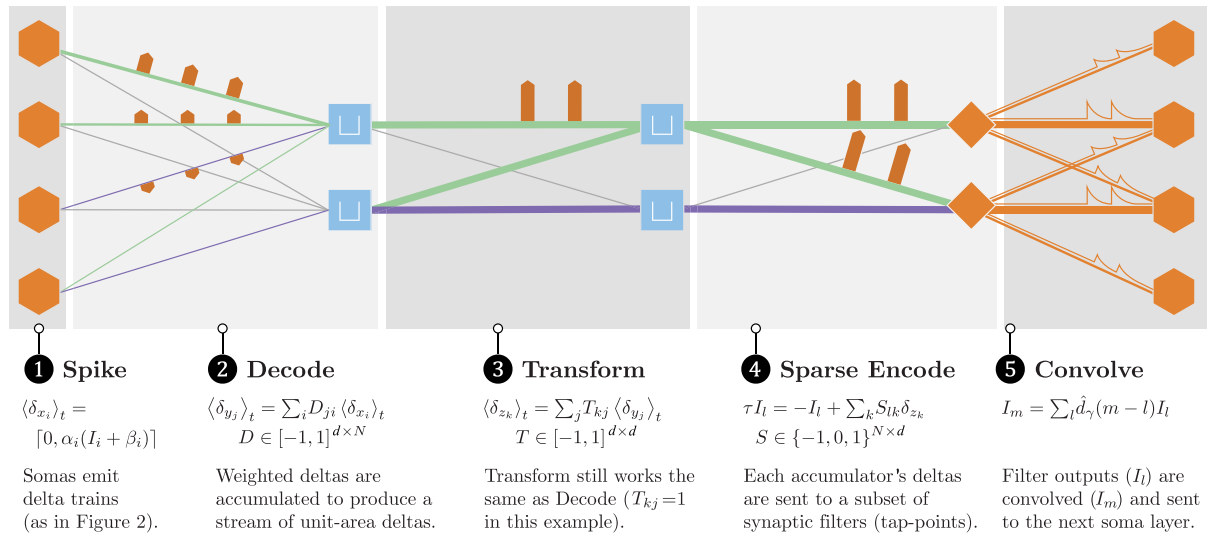 1 Spike
⟨δ_{x_i}⟩_t =
⌈0, α_i(I_i + β_i)⌉
Somas emit
delta trains
(as in Figure 2).
2 Decode
⟨δ_{y_j}⟩_t = ∑_i D_{ji} ⟨δ_{x_i}⟩_t
D ∈ [-1, 1]^{d×N}
Weighted deltas are
accumulated to produce a
stream of unit-area deltas.
3 Transform
⟨δ_{z_k}⟩_t = ∑_j T_{kj} ⟨δ_{y_j}⟩_t
T ∈ [-1, 1]^{d×d}
Transform still works the
same as Decode (T_{kj}=1
in this example).
4 Sparse Encode
τI_l = −I_l + ∑_k S_{lk}δ_{z_k}
S ∈ {−1, 0, 1}^{N×d}
Each accumulator's deltas
are sent to a subset of
synaptic filters (tap-points).
5 Convolve
I_m = ∑_l d̂_γ(m − l)I_l
Filter outputs (I_l) are
convolved (I_m) and sent
to the next soma layer.